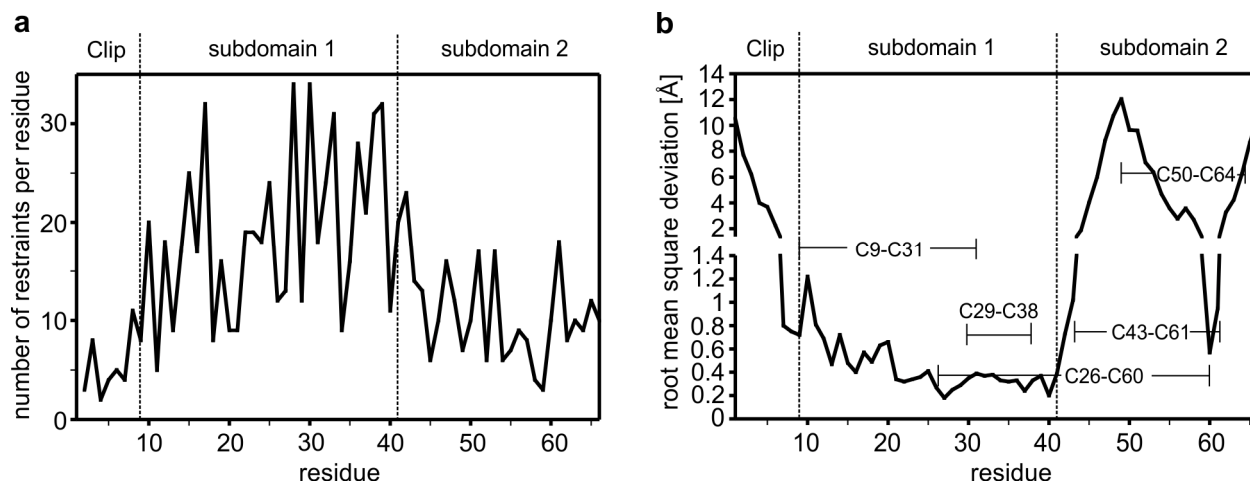 a
Clip subdomain 1 subdomain 2
number of restraints per residue
30
20
10
0
10 20 30 40 50 60
residue
b
Clip subdomain 1 subdomain 2
root mean square deviation [Å]
14
12
10
8
6
4
2
1.4
1.2
1
0.8
0.6
0.4
0.2
0
C50-C64
C9-C31
C29-C38
C43-C61
C26-C60
10 20 30 40 50 60
residue